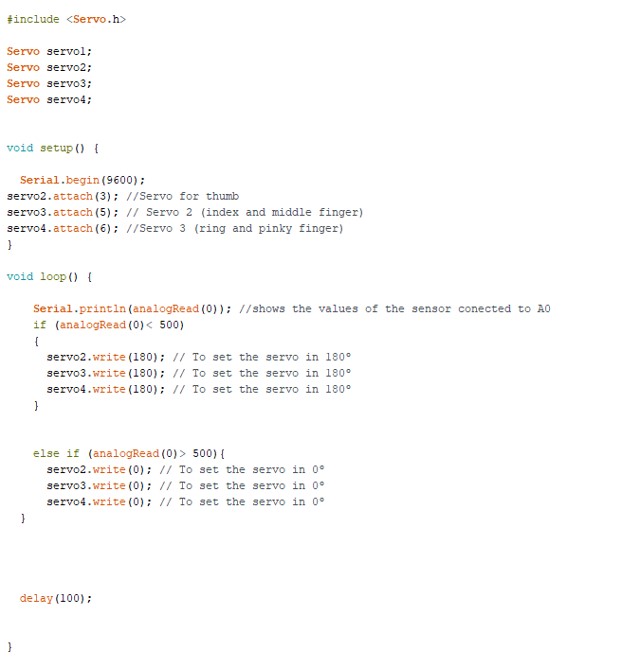 #include <Servo.h>
Servo servo1;
Servo servo2;
Servo servo3;
Servo servo4;
void setup() {
Serial.begin(9600);
servo2.attach(3); //Servo for thumb
servo3.attach(5); // Servo 2 (index and middle finger)
servo4.attach(6); //Servo 3 (ring and pinky finger)
}
void loop() {
Serial.println(analogRead(0)); //shows the values of the sensor conected to A0
if (analogRead(0)< 500)
{
servo2.write(180); // To set the servo in 180°
servo3.write(180); // To set the servo in 180°
servo4.write(180); // To set the servo in 180°
}
else if (analogRead(0)> 500){
servo2.write(0); // To set the servo in 0°
servo3.write(0); // To set the servo in 0°
servo4.write(0); // To set the servo in 0°
}
delay(100);
}